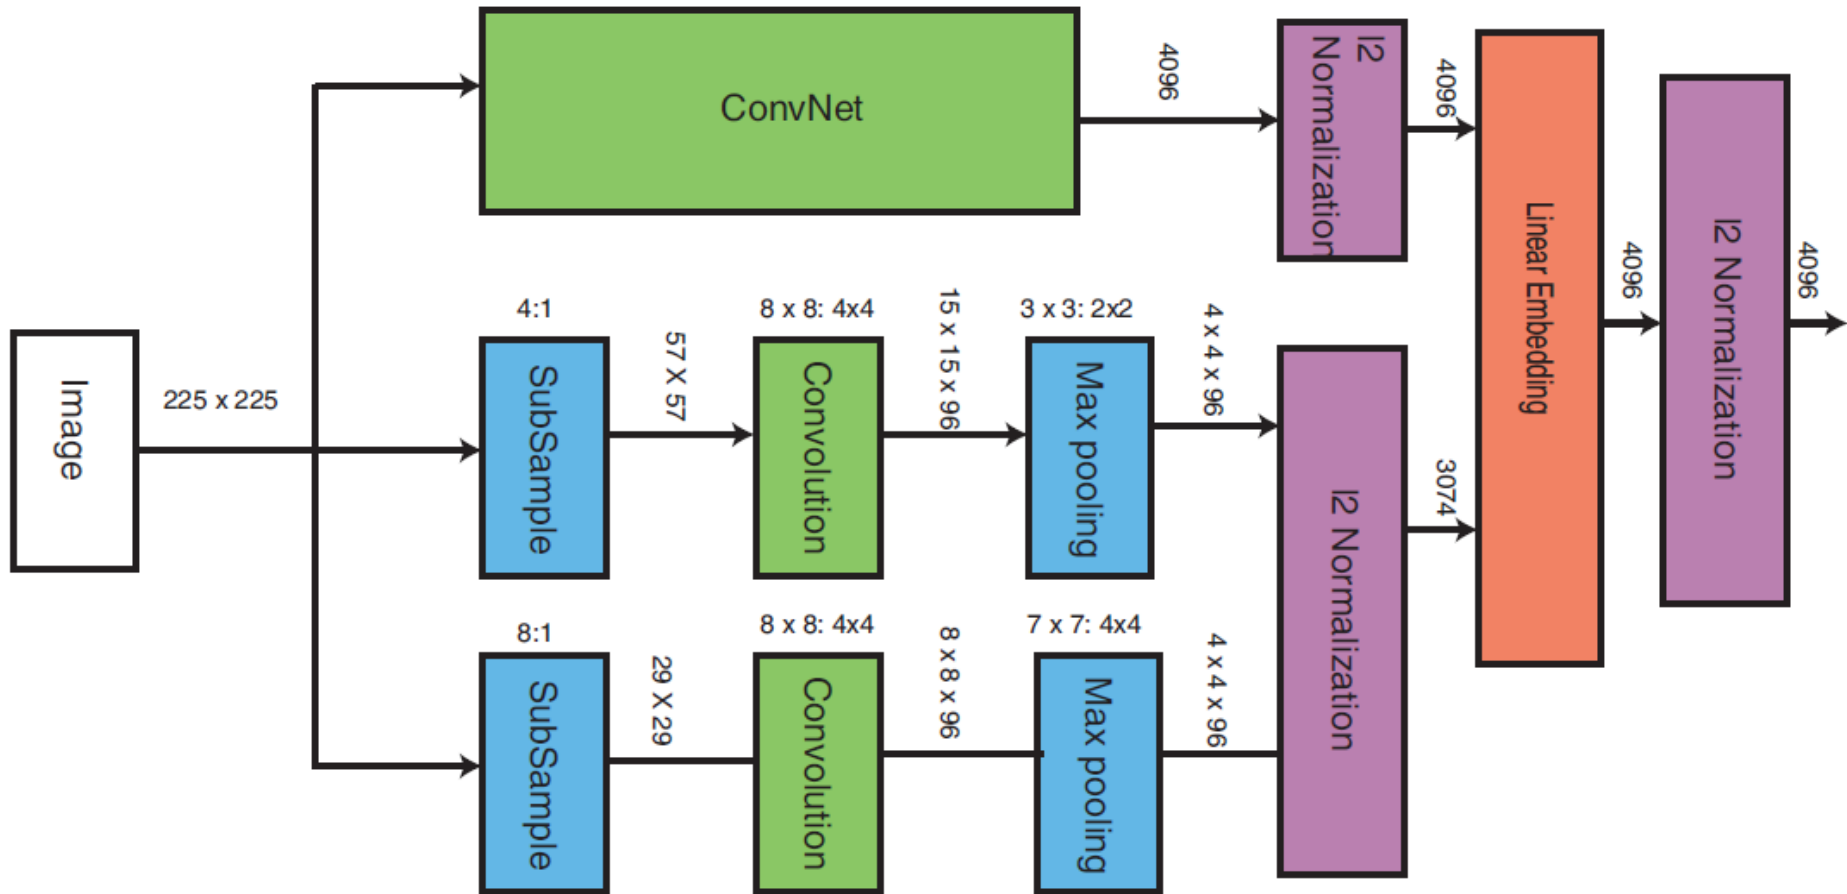 Image
225 x 225
ConvNet
4096
l2
Normalization
4096
4:1
SubSample
57 X 57
8 x 8: 4x4
Convolution
15 x 15 x 96
3 x 3: 2x2
Max pooling
4 x 4 x 96
8:1
SubSample
29 X 29
8 x 8: 4x4
Convolution
8 x 8 x 96
7 x 7: 4x4
Max pooling
4 x 4 x 96
l2 Normalization
3074
Linear Embedding
4096
l2 Normalization
4096